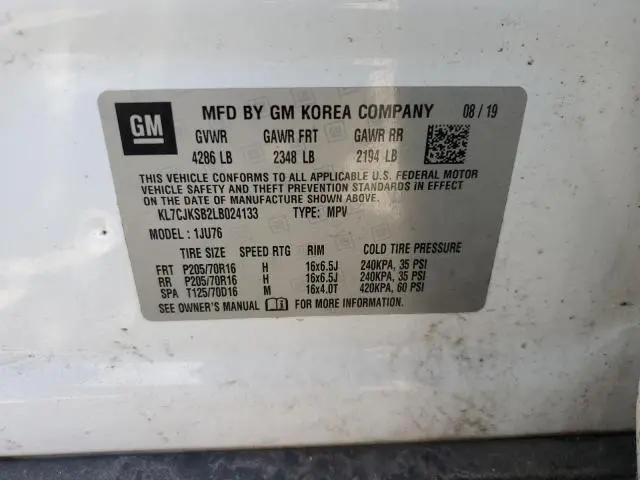 GM
MFD BY GM KOREA COMPANY 08/19
GVWR GAWR FRT GAWR RR
4286 LB 2348 LB 2194 LB
THIS VEHICLE CONFORMS TO ALL APPLICABLE U.S. FEDERAL MOTOR
VEHICLE SAFETY AND THEFT PREVENTION STANDARDS IN EFFECT
ON THE DATE OF MANUFACTURE SHOWN ABOVE.
KL7CJKSB2LB024133 TYPE: MPV
MODEL: 1JU76
TIRE SIZE SPEED RTG RIM COLD TIRE PRESSURE
FRT P205/70R16 H 16x6.5J 240KPA, 35 PSI
RR P205/70R16 H 16x6.5J 240KPA, 35 PSI
SPA T125/70D16 M 16x4.0T 420KPA, 60 PSI
SEE OWNER'S MANUAL FOR MORE INFORMATION.